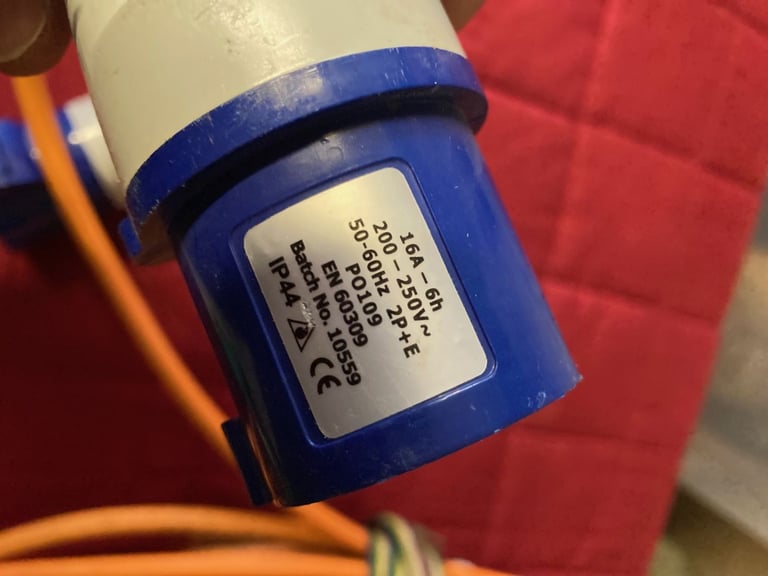 16A – 6h
200 – 250V~
50-60Hz 2P+E
PO109
EN 60309
Batch No. 10559
IP44 CE